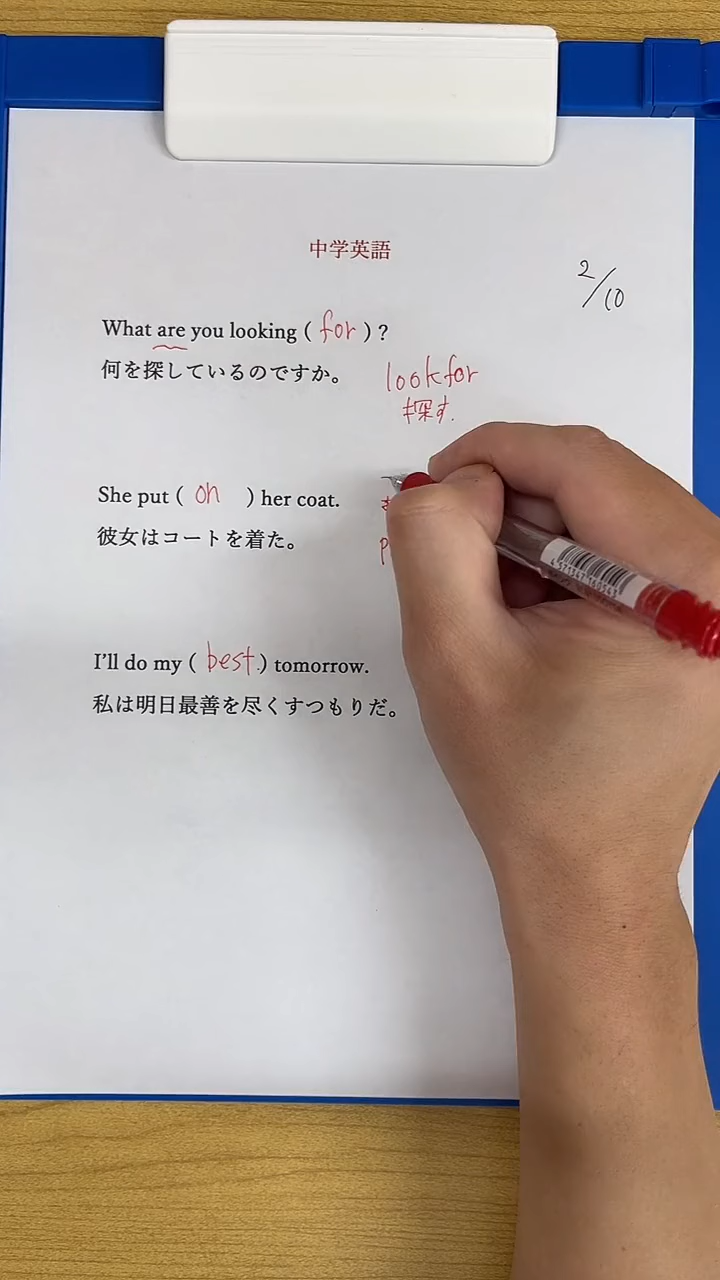 中学英語
2/10
What are you looking ( for ) ?
何を探しているのですか。
look for
探す.
She put ( on ) her coat.
彼女はコートを着た。
I'll do my ( best. ) tomorrow.
私は明日最善を尽くすつもりだ。